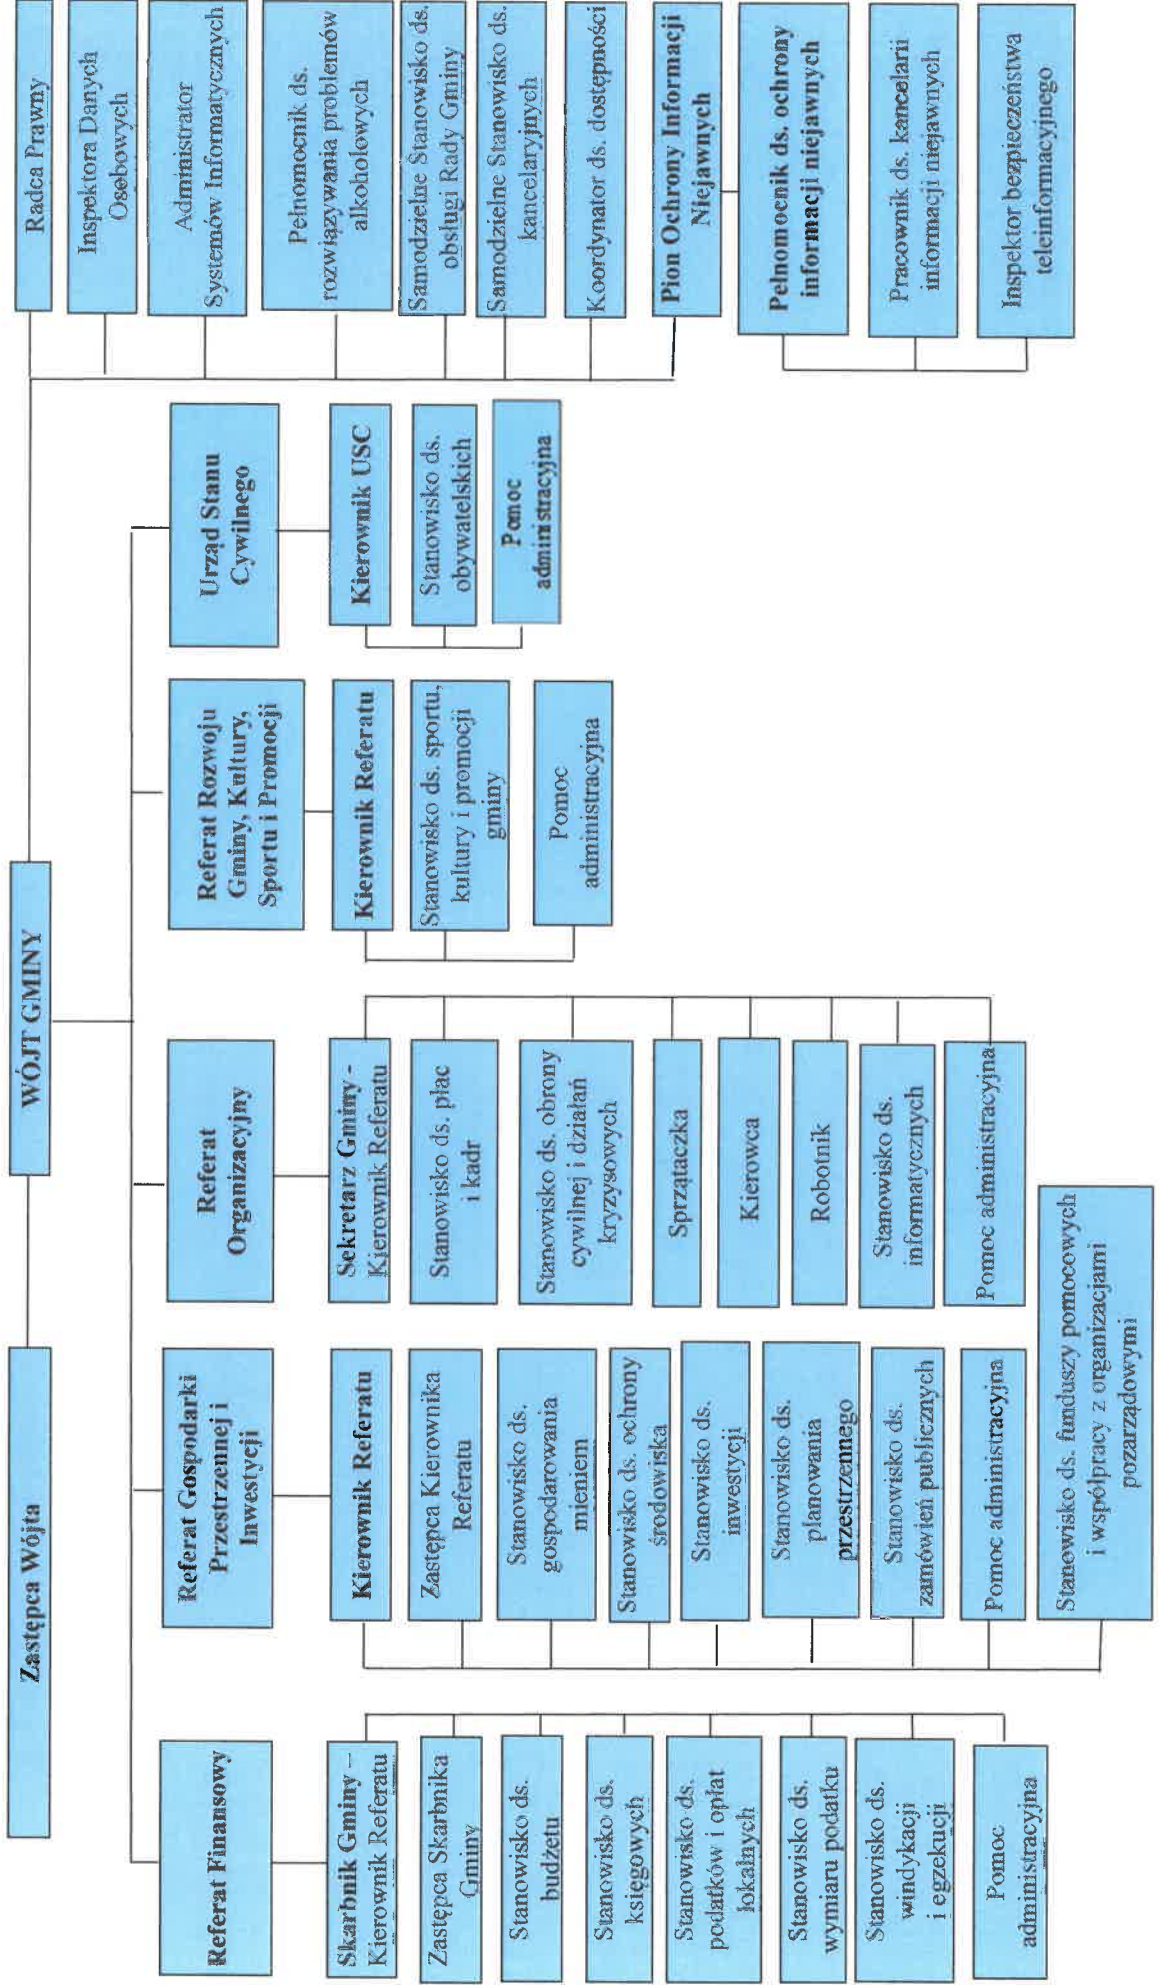 Zastępca Wójta
WÓJT GMINY
Referat Finansowy
Skarbnik Gminy –
Kierownik Referatu
Zastępca Skarbnika
Gminy
Stanowisko ds.
budżetu
Stanowisko ds.
księgowych
Stanowisko ds.
podatków i opłat
lokalnych
Stanowisko ds.
wymiaru podatku
Stanowisko ds.
windykacji
i egzekucji
Pomoc
administracyjna
Referat Gospodarki
Przestrzennej i
Inwestycji
Kierownik Referatu
Zastępca Kierownika
Referatu
Stanowisko ds.
gospodarowania
mieniem
Stanowisko ds. ochrony
środowiska
Stanowisko ds.
inwestycji
Stanowisko ds.
planowania
przestrzennego
Stanowisko ds.
zamówień publicznych
Pomoc administracyjna
Stanowisko ds. funduszy pomocowych
i współpracy z organizacjami
pozarządowymi
Referat
Organizacyjny
Sekretarz Gminy -
Kierownik Referatu
Stanowisko ds. płac
i kadr
Stanowisko ds. obrony
cywilnej i działań
kryzysowych
Sprzątaczka
Kierowca
Robotnik
Stanowisko ds.
informatycznych
Pomoc administracyjna
Referat Rozwoju
Gminy, Kultury,
Sportu i Promocji
Kierownik Referatu
Stanowisko ds. sportu,
kultury i promocji
gminy
Pomoc
administracyjna
Urząd Stanu
Cywilnego
Kierownik USC
Stanowisko ds.
obywatelskich
Pomoc
administracyjna
Radca Prawny
Inspektora Danych
Osobowych
Administrator
Systemów Informatycznych
Pełnomocnik ds.
rozwiązywania problemów
alkoholowych
Samodzielne Stanowisko ds.
obsługi Rady Gminy
Samodzielne Stanowisko ds.
kancelaryjnych
Koordynator ds. dostępności
Pion Ochrony Informacji
Niejawnych
Pełnomocnik ds. ochrony
informacji niejawnych
Pracownik ds. kancelarii
informacji niejawnych
Inspektor bezpieczeństwa
teleinformacyjnego